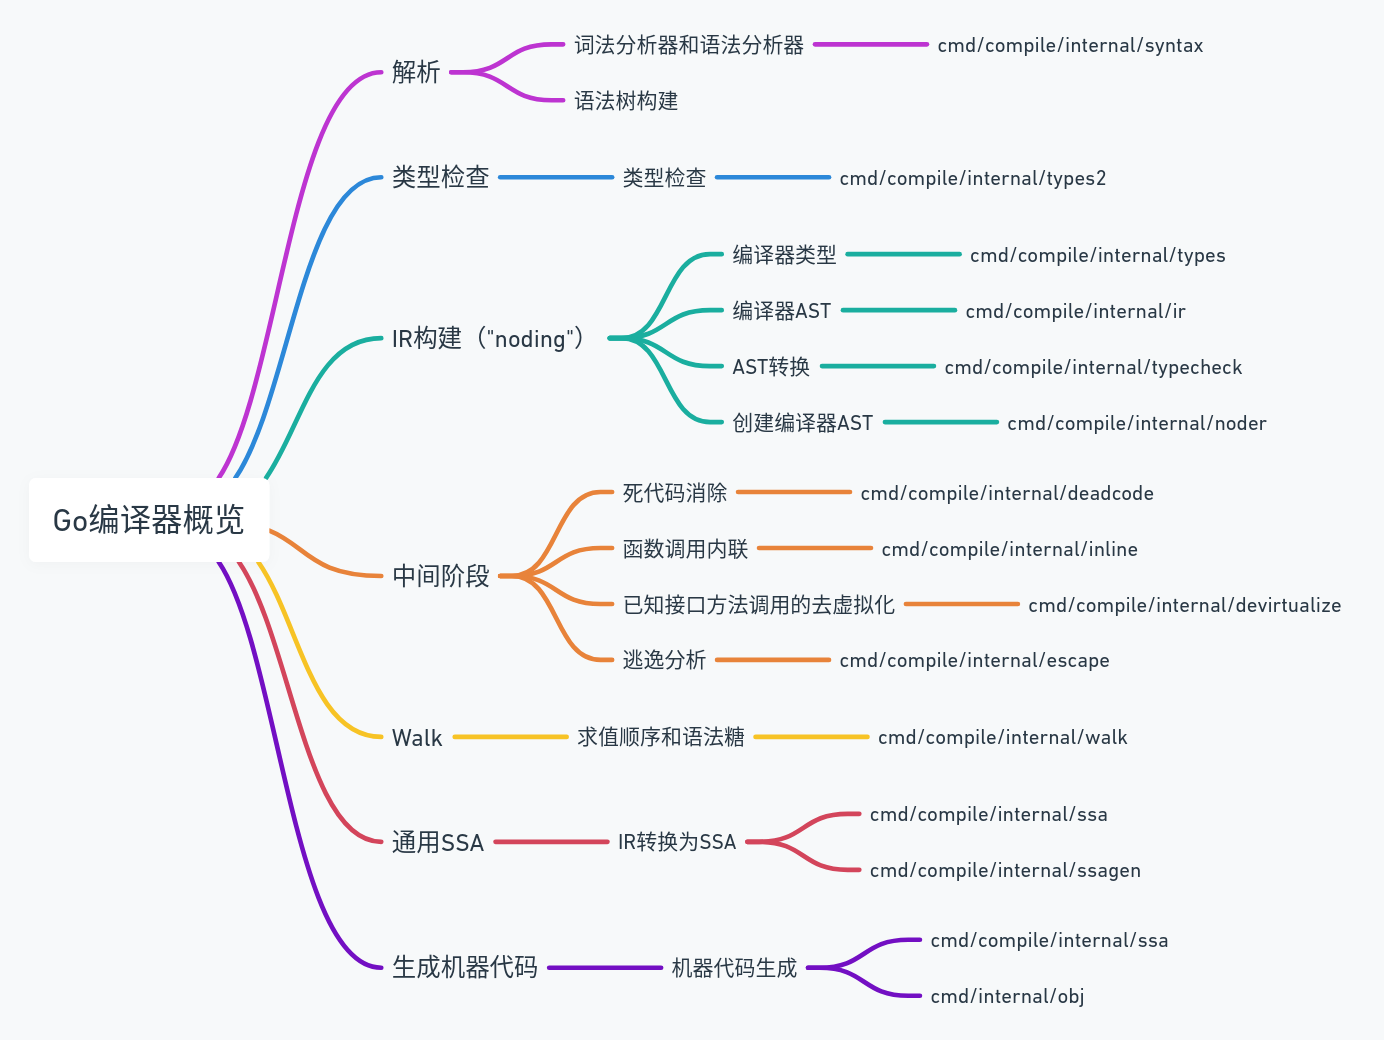 Go编译器概览
解析
词法分析器和语法分析器
cmd/compile/internal/syntax
语法树构建
类型检查
类型检查
cmd/compile/internal/types2
IR构建（"noding"）
编译器类型
cmd/compile/internal/types
编译器AST
cmd/compile/internal/ir
AST转换
cmd/compile/internal/typecheck
创建编译器AST
cmd/compile/internal/noder
中间阶段
死代码消除
cmd/compile/internal/deadcode
函数调用内联
cmd/compile/internal/inline
已知接口方法调用的去虚拟化
cmd/compile/internal/devirtualize
逃逸分析
cmd/compile/internal/escape
Walk
求值顺序和语法糖
cmd/compile/internal/walk
通用SSA
IR转换为SSA
cmd/compile/internal/ssa
cmd/compile/internal/ssagen
生成机器代码
机器代码生成
cmd/compile/internal/ssa
cmd/internal/obj